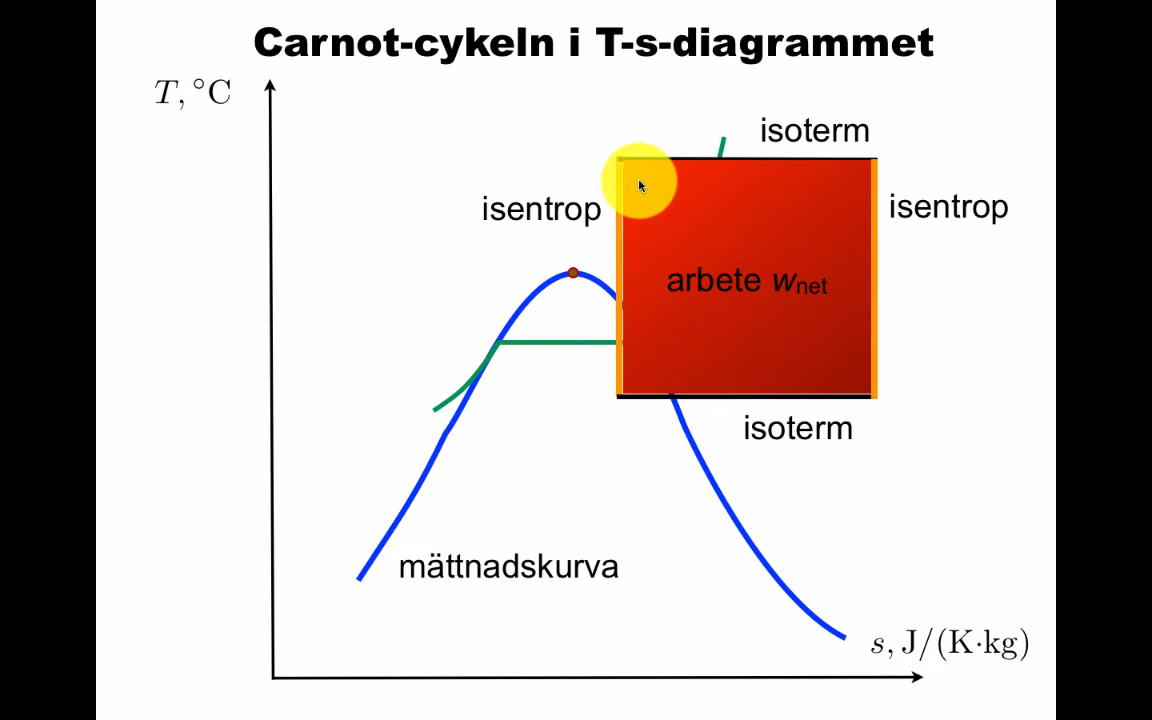 Carnot-cykeln i T-s-diagrammet
T, °C
isoterm
isentrop
isentrop
arbete wnet
isoterm
mättnadskurva
s, J/(K·kg)